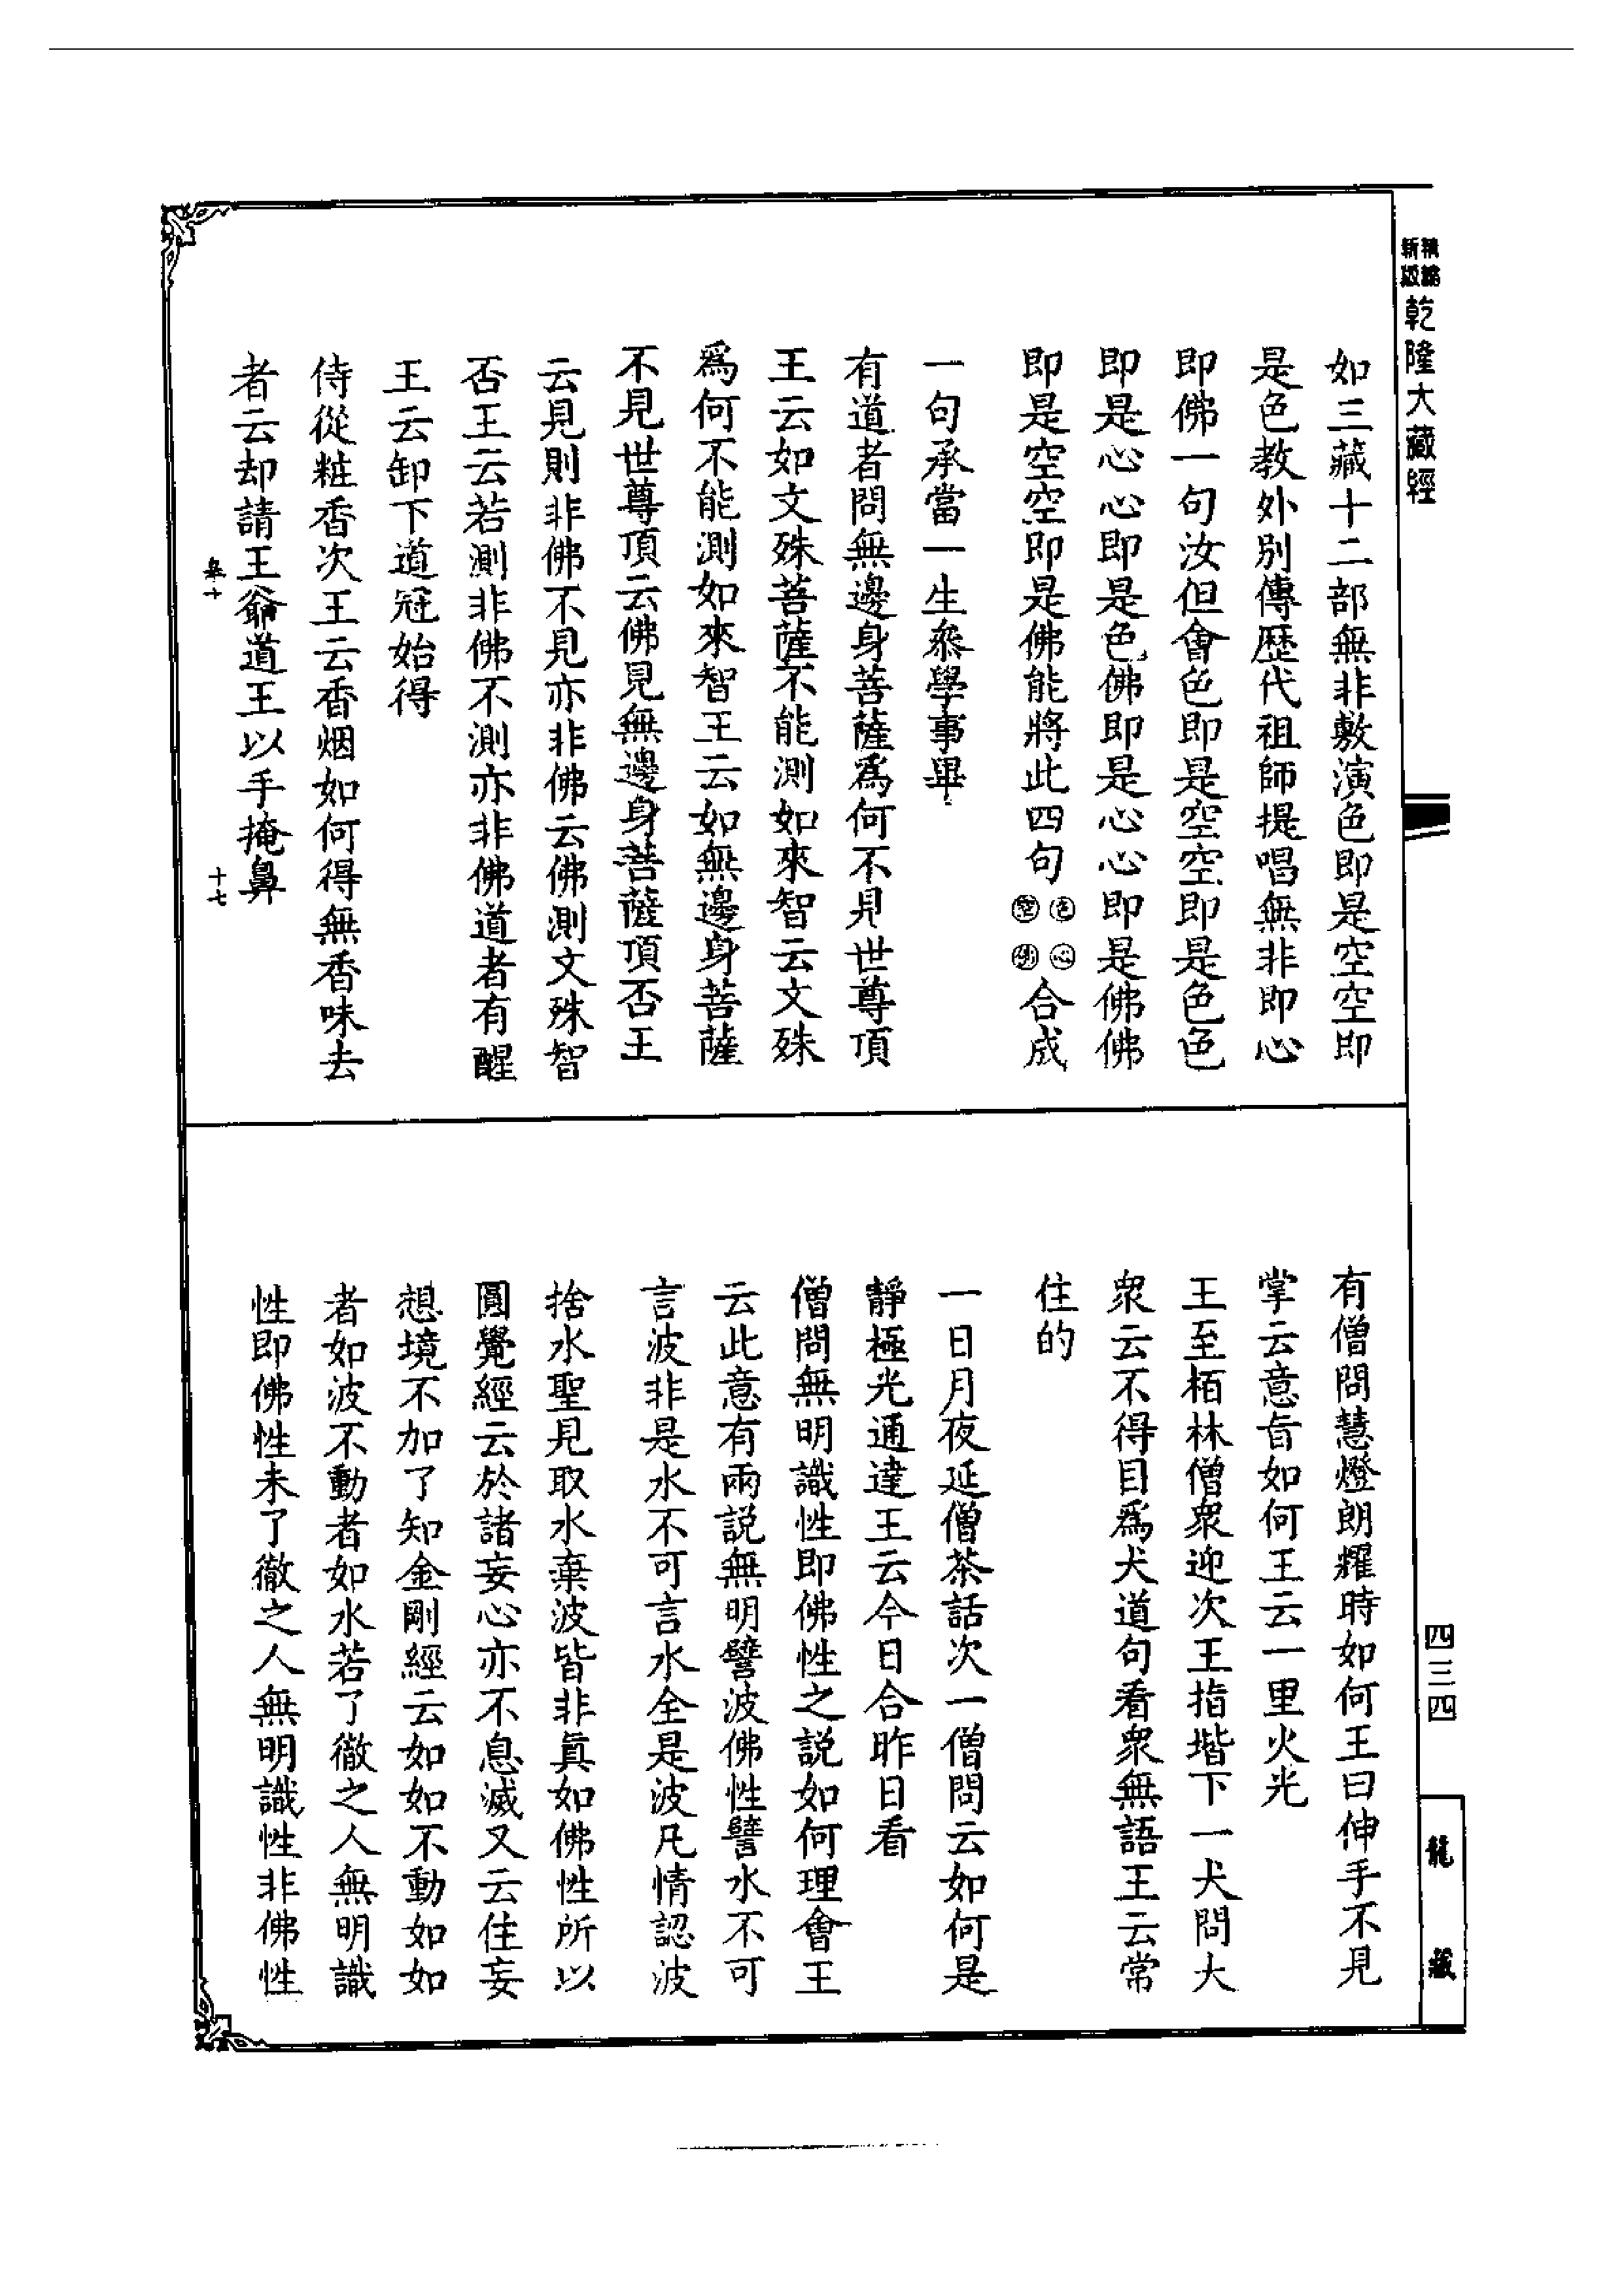 精編
新版
乾隆大藏經
如三藏十二部無非敷演色即是空空即
是色教外別傳歷代祖師提唱無非即心
即佛一句汝但會色即是空空即是色色
即是心心即是色佛即是心心即是佛佛
即是空空即是佛能將此四句色心空佛合成
一句承當一生叅學事畢
有道者問無邊身菩薩爲何不見世尊頂
王云如文殊菩薩不能測如來智云文殊
爲何不能測如來智王云如無邊身菩薩
不見世尊頂云佛見無邊身菩薩頂否王
云見則非佛不見亦非佛云佛測文殊智
否王云若測非佛不測亦非佛道者有醒
王云卸下道冠始得
侍從粧香次王云香烟如何得無香味去
者云却請王爺道王以手掩鼻
十七
四三四
龍藏
有僧問慧燈朗耀時如何王曰伸手不見
掌云意旨如何王云一里火光
王至栢林僧衆迎次王指堦下一犬問大
衆云不得目爲犬道句看衆無語王云常
住的
一日月夜延僧茶話次一僧問云如何是
靜極光通達王云今日合昨日看
僧問無明識性即佛性之説如何理會王
云此意有兩説無明譬波佛性譬水不可
言波非是水不可言水全是波凡情認波
捨水聖見取水棄波皆非眞如佛性所以
圓覺經云於諸妄心亦不息滅又云住妄
想境不加了知金剛經云如如不動如如
者如波不動者如水若了徹之人無明識
性即佛性未了徹之人無明識性非佛性